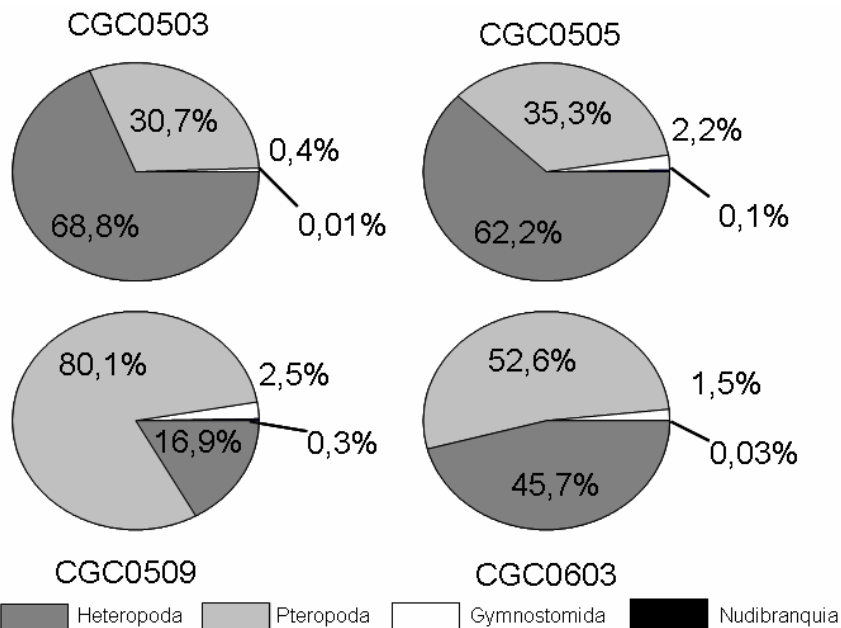 CGC0503
CGC0505
30,7%
0,4%
68,8%
0,01%
35,3%
2,2%
62,2%
0,1%
80,1%
2,5%
16,9%
0,3%
52,6%
1,5%
45,7%
0,03%
CGC0509
CGC0603
Heteropoda
Pteropoda
Gymnostomida
Nudibranquia